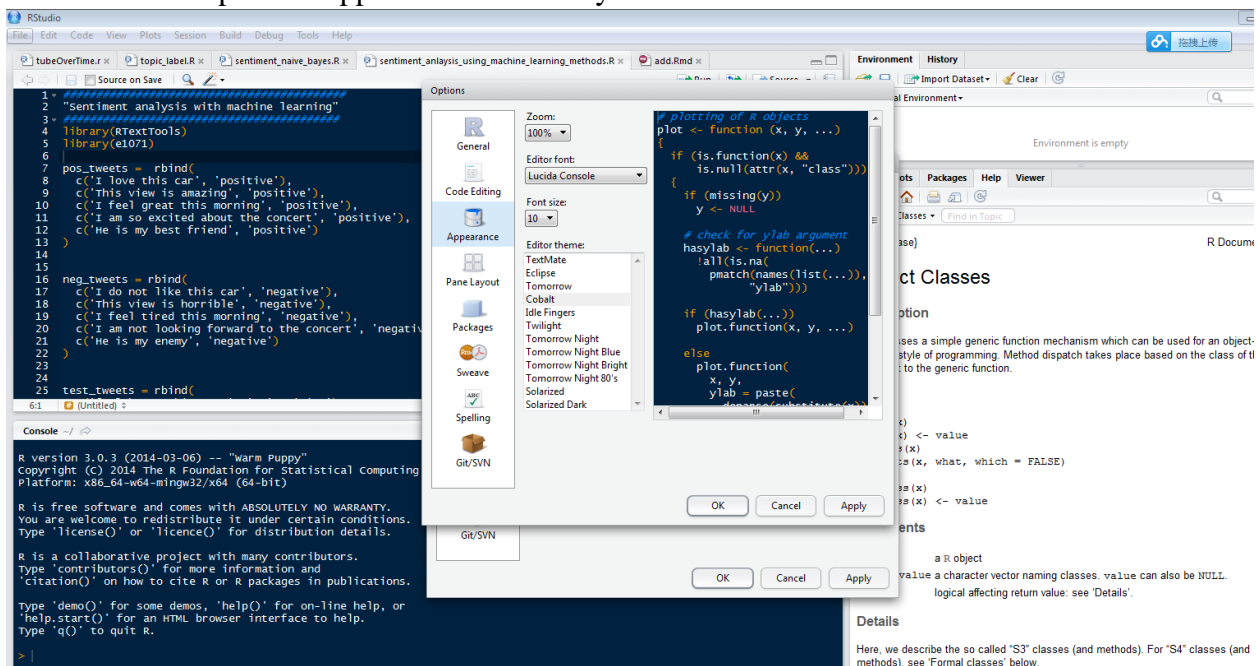 RStudio
File Edit Code View Plots Session Build Debug Tools Help
拖拽上传
tubeOverTime.r × topic_label.R × sentiment_naive_bayes.R × sentiment_anlaysis_using_machine_learning_methods.R × add.Rmd ×
Source on Save
1 ########################################
2 "Sentiment analysis with machine learning"
3 ########################################
4 library(RTextTools)
5 library(e1071)
6
7 pos_tweets = rbind(
8 c('I love this car', 'positive'),
9 c('This view is amazing', 'positive'),
10 c('I feel great this morning', 'positive'),
11 c('I am so excited about the concert', 'positive'),
12 c('He is my best friend', 'positive')
13 )
14
15
16 neg_tweets = rbind(
17 c('I do not like this car', 'negative'),
18 c('This view is horrible', 'negative'),
19 c('I feel tired this morning', 'negative'),
20 c('I am not looking forward to the concert', 'negativ
21 c('He is my enemy', 'negative')
22 )
23
24
25 test_tweets = rbind(
6:1 (Untitled)
Console ~/
R version 3.0.3 (2014-03-06) -- "Warm Puppy"
Copyright (C) 2014 The R Foundation for Statistical Computing
Platform: x86_64-w64-mingw32/x64 (64-bit)
R is free software and comes with ABSOLUTELY NO WARRANTY.
You are welcome to redistribute it under certain conditions.
Type 'license()' or 'licence()' for distribution details.
R is a collaborative project with many contributors.
Type 'contributors()' for more information and
'citation()' on how to cite R or R packages in publications.
Type 'demo()' for some demos, 'help()' for on-line help, or
'help.start()' for an HTML browser interface to help.
Type 'q()' to quit R.
>
Options
General
Code Editing
Appearance
Pane Layout
Packages
Sweave
ABC
Spelling
Git/SVN
Zoom:
100%
Editor font:
Lucida Console
Font size:
10
Editor theme:
TextMate
Eclipse
Tomorrow
Cobalt
Idle Fingers
Twilight
Tomorrow Night
Tomorrow Night Blue
Tomorrow Night Bright
Tomorrow Night 80's
Solarized
Solarized Dark
# plotting of R objects
plot <- function (x, y, ...)
{
if (is.function(x) &&
is.null(attr(x, "class")))
{
if (missing(y))
y <- NULL
# check for ylab argument
hasylab <- function(...)
!all(is.na(
pmatch(names(list(...)),
"ylab")))
if (hasylab(...))
plot.function(x, y, ...)
else
plot.function(
x, y,
ylab = paste(
OK Cancel Apply
Git/SVN
OK Cancel Apply
Environment History
Import Dataset Clear
al Environment
Environment is empty
ots Packages Help Viewer
Classes Find in Topic
ase} R Docume
ct Classes
ption
sses a simple generic function mechanism which can be used for an object-
style of programming. Method dispatch takes place based on the class of t
t to the generic function.
x)
x) <- value
s(x)
ts(x, what, which = FALSE)
ss(x)
ss(x) <- value
ents
a R object
value a character vector naming classes. value can also be NULL.
logical affecting return value: see 'Details'.
Details
Here, we describe the so called "S3" classes (and methods). For "S4" classes (and
methods), see 'Formal classes' below.